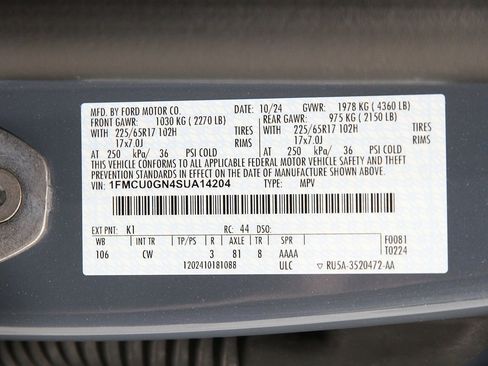 MFD. BY FORD MOTOR CO. DATE: 10/24 GVWR: 1978 KG ( 4360 LB)
FRONT GAWR: 1030 KG ( 2270 LB) REAR GAWR: 975 KG ( 2150 LB)
WITH 225/65R17 102H TIRES WITH 225/65R17 102H TIRES
17x7.0J RIMS 17x7.0J RIMS
AT 250 kPa/ 36 PSI COLD AT 250 kPa/ 36 PSI COLD
THIS VEHICLE CONFORMS TO ALL APPLICABLE FEDERAL MOTOR VEHICLE SAFETY AND THEFT
PREVENTION STANDARDS IN EFFECT ON THE DATE OF MANUFACTURE SHOWN ABOVE.
VIN: 1FMCU0GN4SUA14204 TYPE: MPV
EXT PNT: K1 RC: 44 DSO: F0081
WB INT TR TP/PS R AXLE TR SPR T0224
106 CW 3 81 8 AAAA
1202410181088 ULC ▽ RU5A-3520472-AA